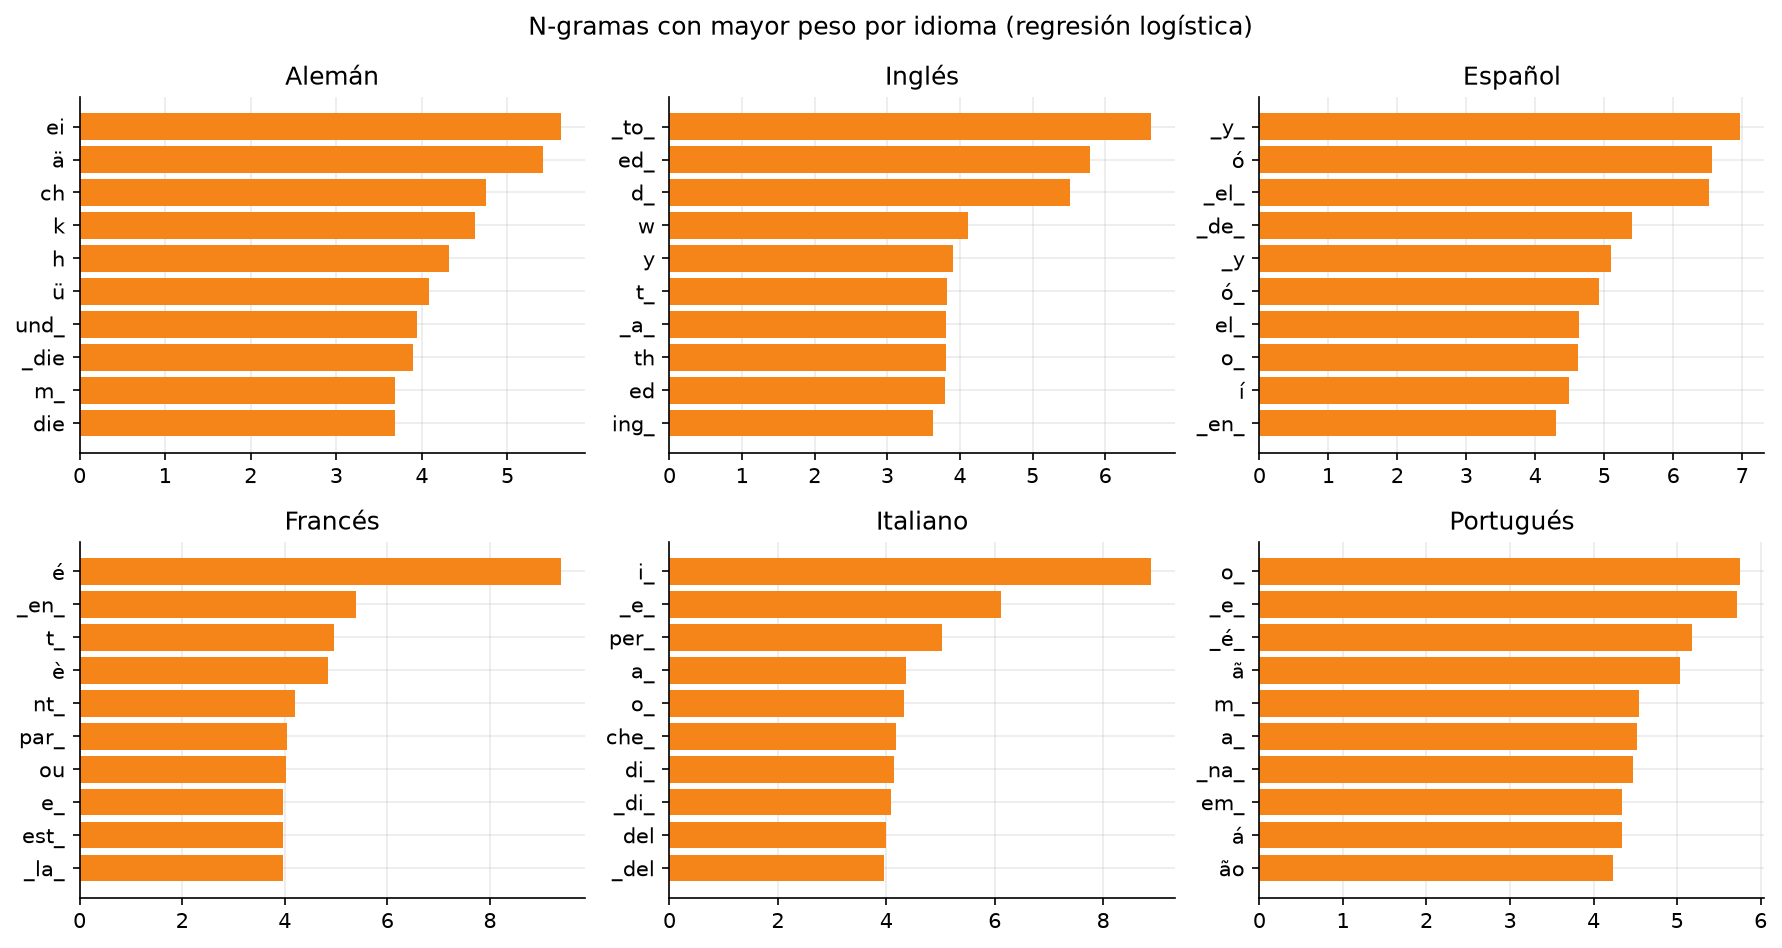 N-gramas con mayor peso por idioma (regresión logística)
Alemán
ei
ä
ch
k
h
ü
und_
_die
m_
die
0 1 2 3 4 5
Inglés
_to_
ed_
d_
w
y
t_
_a_
th
ed
ing_
0 1 2 3 4 5 6
Español
_y_
ó
_el_
_de_
_y
ó_
el_
o_
í
_en_
0 1 2 3 4 5 6 7
Francés
é
_en_
t_
è
nt_
par_
ou
e_
est_
_la_
0 2 4 6 8
Italiano
i_
_e_
per_
a_
o_
che_
di_
_di_
del
_del
0 2 4 6 8
Portugués
o_
_e_
_é_
ã
m_
a_
_na_
em_
á
ão
0 1 2 3 4 5 6